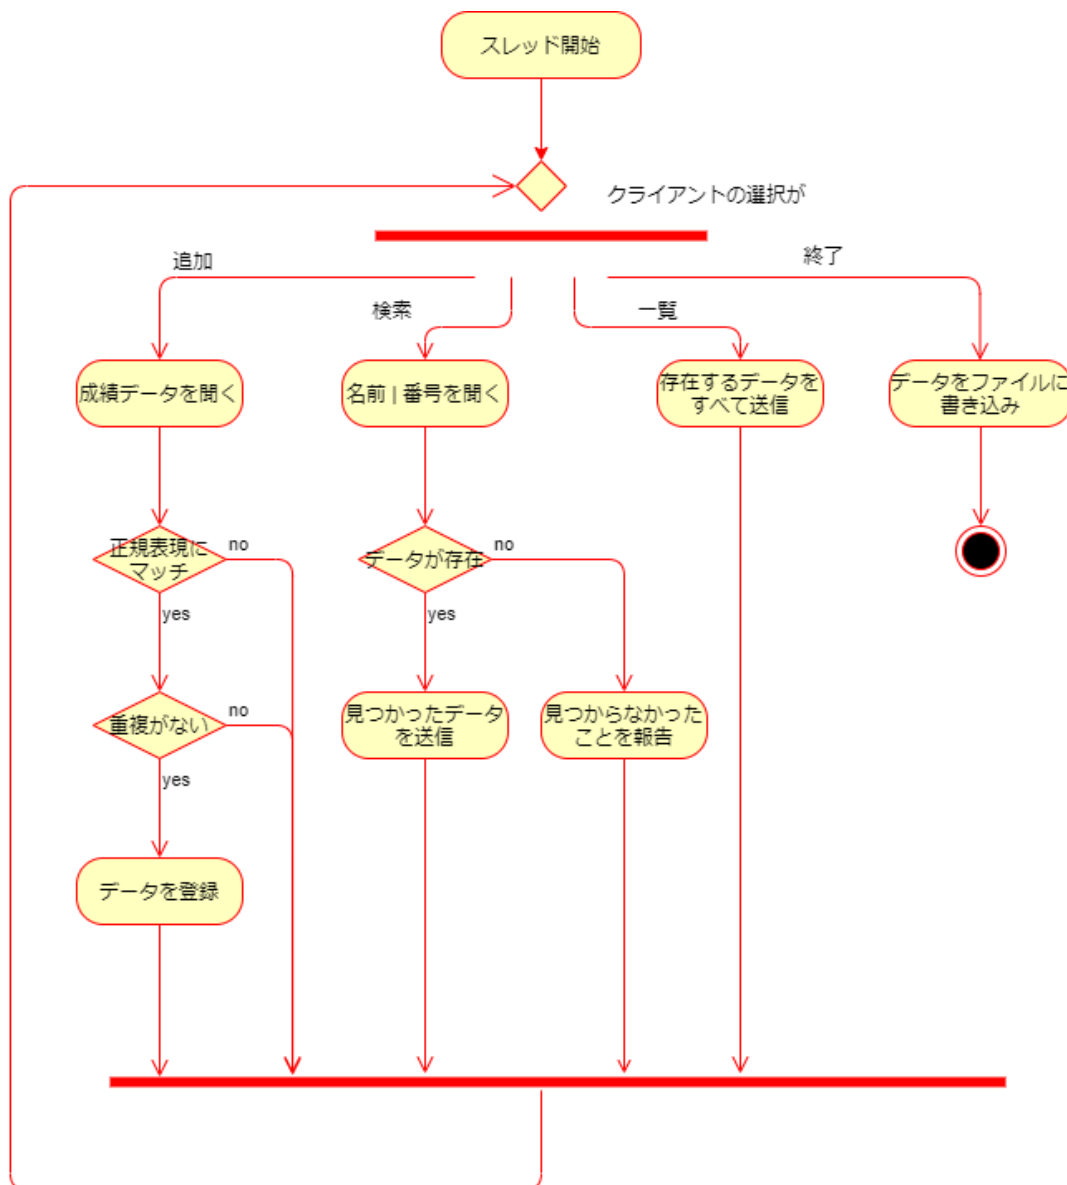 スレッド開始
クライアントの選択が
追加
終了
検索
一覧
成績データを聞く
名前 | 番号を聞く
存在するデータを
すべて送信
データをファイルに
書き込み
正規表現に
マッチ
no
データが存在
no
yes
yes
重複がない
no
見つかったデータ
を送信
見つからなかった
ことを報告
yes
データを登録